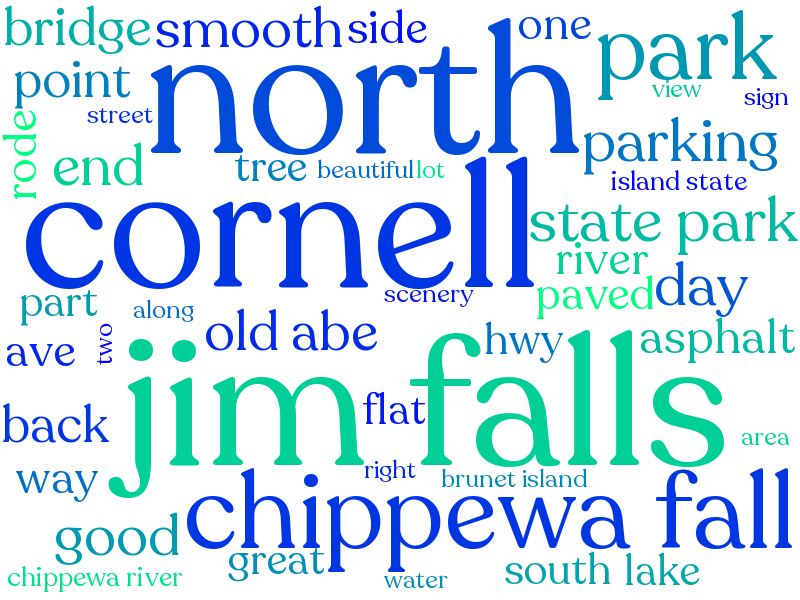 bridge
smooth
side
one
park
point
north
view
sign
street
rode
parking
end
tree
beautiful
lot
island state
cornell
state park
river
scenery
paved
day
part
along
two
old abe
hwy
asphalt
ave
jim falls
back
flat
area
way
right
brunet island
chippewa fall
good
great
south lake
chippewa river
water